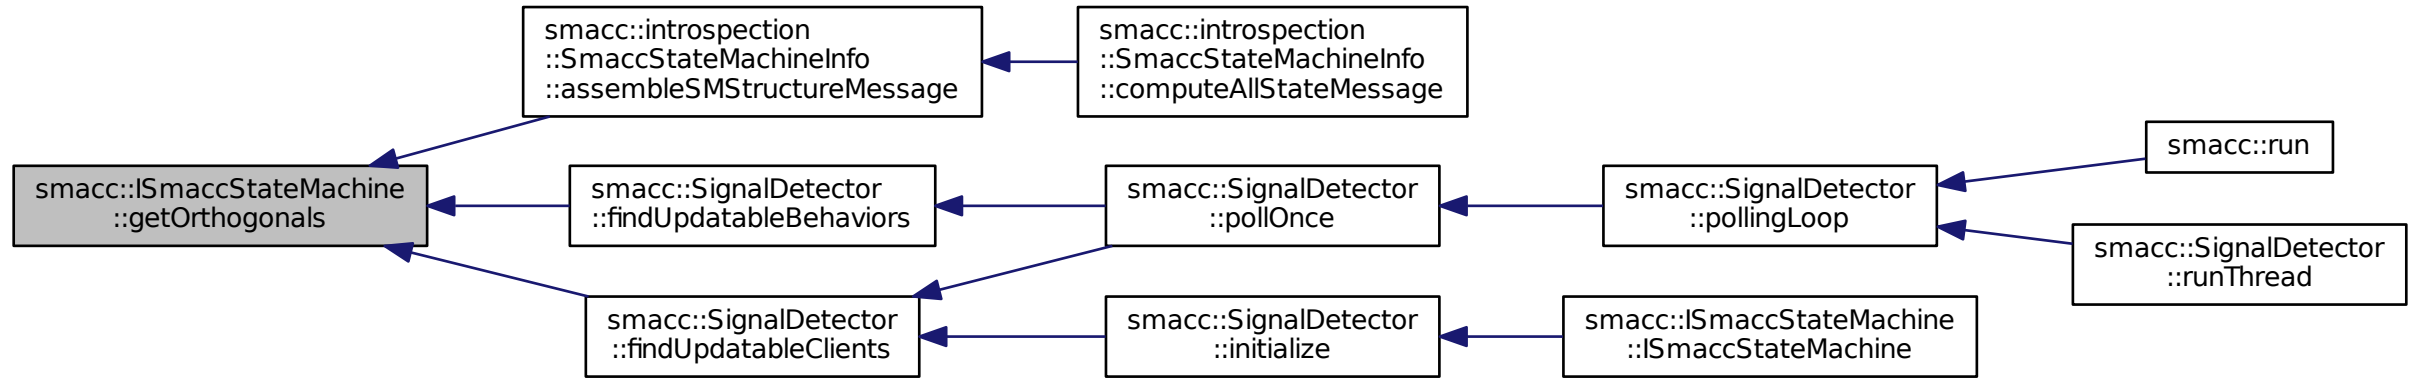 smacc::introspection
::SmaccStateMachineInfo
::assembleSMStructureMessage
smacc::introspection
::SmaccStateMachineInfo
::computeAllStateMessage
smacc::run
smacc::ISmaccStateMachine
::getOrthogonals
smacc::SignalDetector
::findUpdatableBehaviors
smacc::SignalDetector
::pollOnce
smacc::SignalDetector
::pollingLoop
smacc::SignalDetector
::runThread
smacc::SignalDetector
::findUpdatableClients
smacc::SignalDetector
::initialize
smacc::ISmaccStateMachine
::ISmaccStateMachine